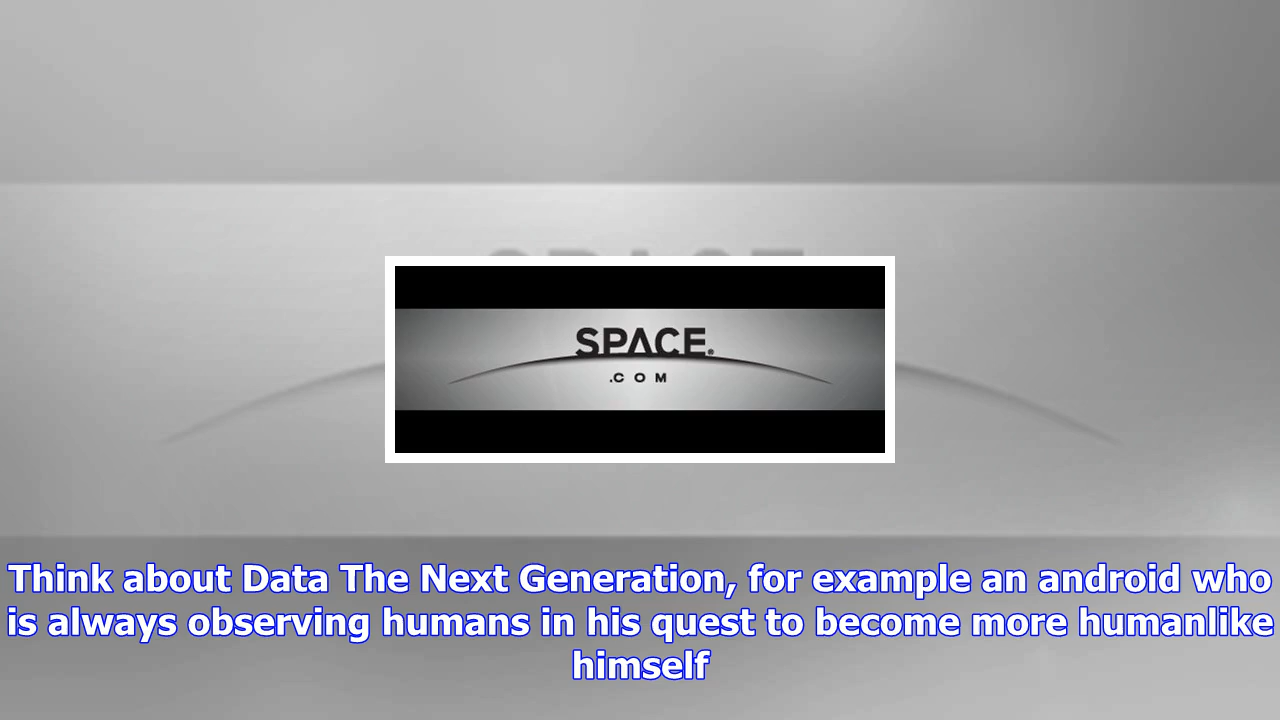 SPACE®
.COM
Think about Data The Next Generation, for example an android who
is always observing humans in his quest to become more humanlike
himself